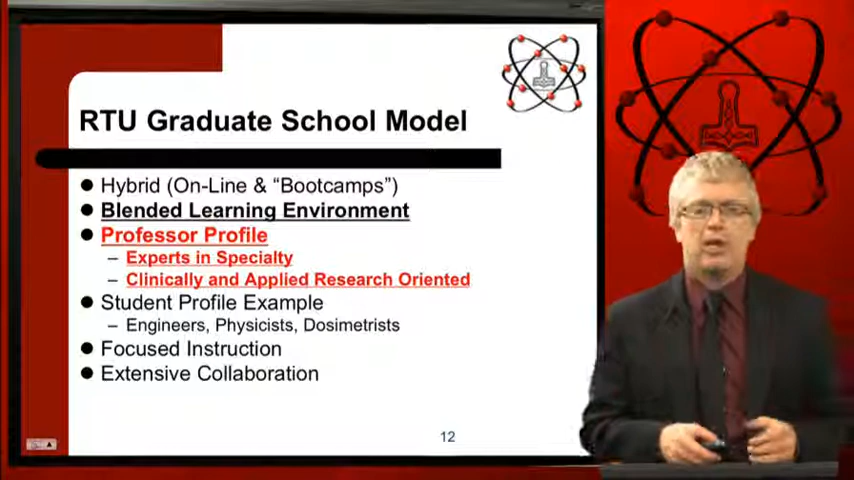 RTU Graduate School Model
Hybrid (On-Line & “Bootcamps”)
Blended Learning Environment
Professor Profile
– Experts in Specialty
– Clinically and Applied Research Oriented
Student Profile Example
– Engineers, Physicists, Dosimetrists
Focused Instruction
Extensive Collaboration
12